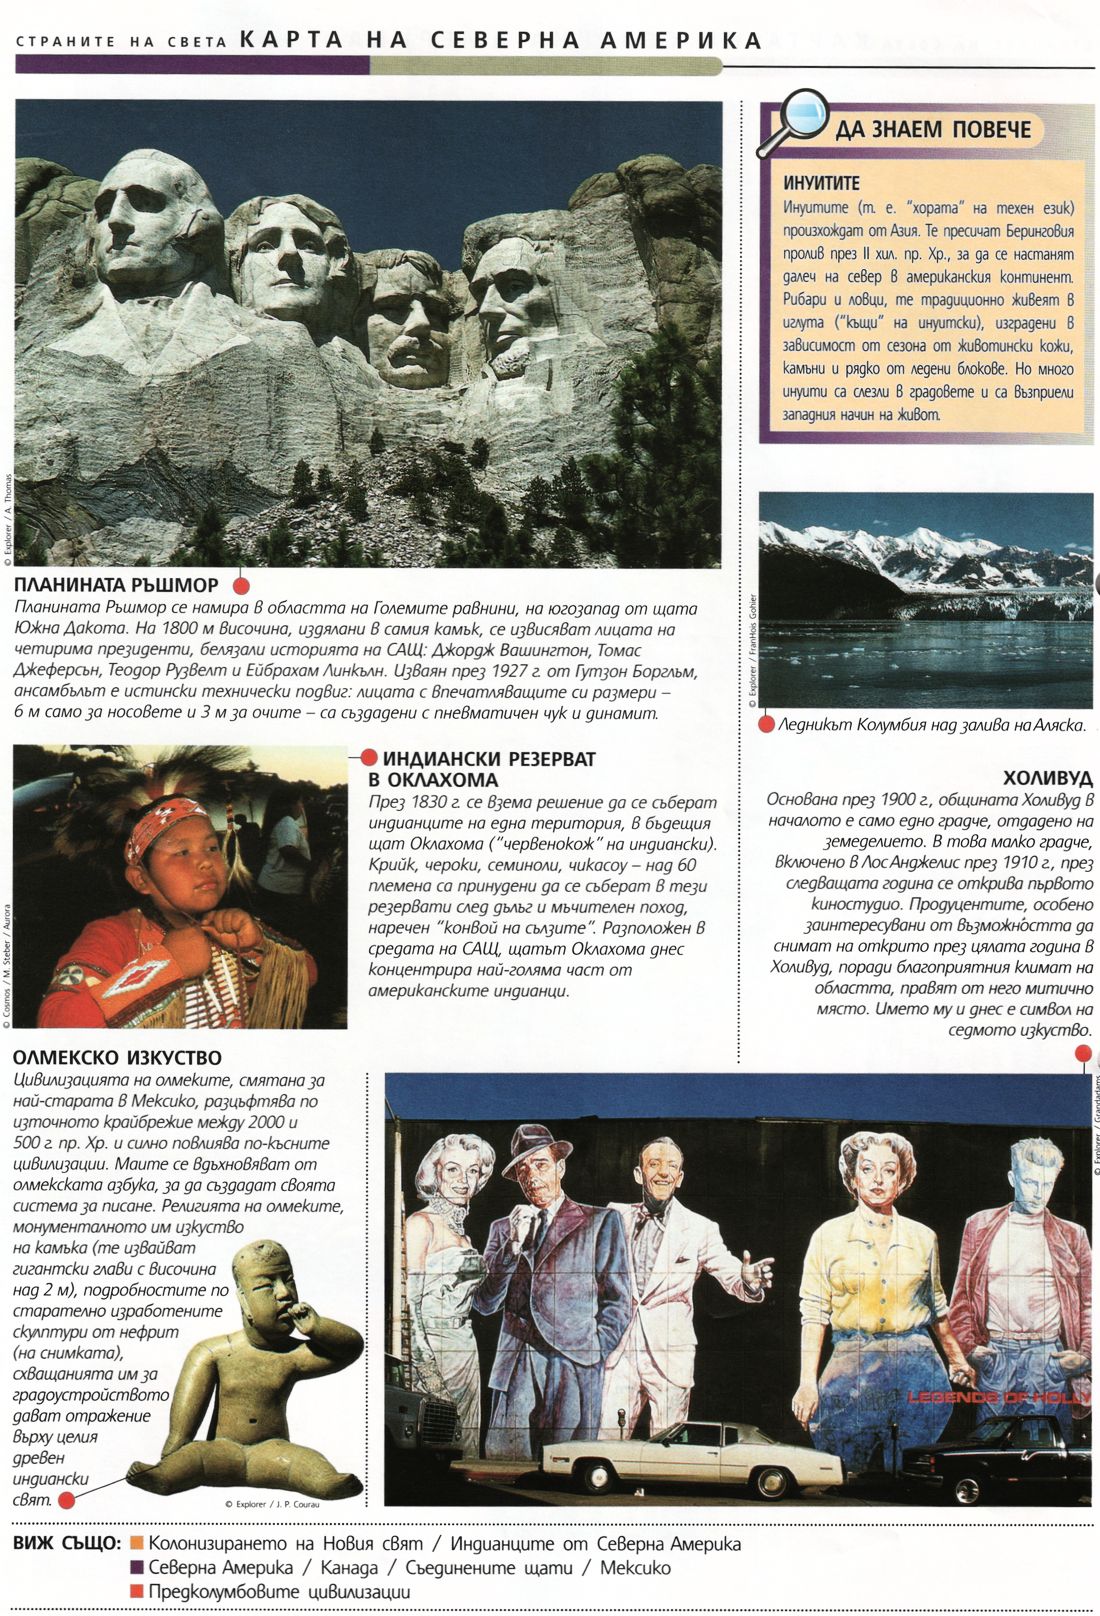 СТРАНИТЕ НА СВЕТА КАРТА НА СЕВЕРНА АМЕРИКА
© Explorer / A. Thomas
ПЛАНИНАТА РЪШМОР
Планината Ръшмор се намира в областта на Големите равнини, на югозапад от щата
Южна Дакота. На 1800 м височина, издялани в самия камък, се извисяват лицата на
четирима президенти, белязали историята на САЩ: Джордж Вашингтон, Томас
Джеферсън, Теодор Рузвелт и Ейбрахам Линкълн. Изваян през 1927 г. от Гутзон Борглъм,
ансамбълът е истински технически подвиг: лицата с впечатляващите си размери –
6 м само за носовете и 3 м за очите – са създадени с пневматичен чук и динамит.
ДА ЗНАЕМ ПОВЕЧЕ
ИНУИТИТЕ
Инуитите (т. е. "хората" на техен език)
произхождат от Азия. Те пресичат Беринговия
пролив през II хил. пр. Хр., за да се настанят
далеч на север в американския континент.
Рибари и ловци, те традиционно живеят в
иглута ("къщи" на инуитски), изградени в
зависимост от сезона от животински кожи,
камъни и рядко от ледени блокове. Но много
инуити са слезли в градовете и са възприели
западния начин на живот.
© Explorer / FranHois Gohier
Ледникът Колумбия над залива на Аляска.
© Cosmos / M. Steber / Aurora
ИНДИАНСКИ РЕЗЕРВАТ
В ОКЛАХОМА
През 1830 г. се взема решение да се съберат
индианците на една територия, в бъдещия
щат Оклахома ("червенокож" на индиански).
Крийк, чероки, семиноли, чикасоу – над 60
племена са принудени да се съберат в тези
резервати след дълъг и мъчителен поход,
наречен "конвой на сълзите". Разположен в
средата на САЩ, щатът Оклахома днес
концентрира най-голяма част от
американските индианци.
ХОЛИВУД
Основана през 1900 г., общината Холивуд в
началото е само едно градче, отдадено на
земеделието. В това малко градче,
включено в Лос Анджелис през 1910 г., през
следващата година се открива първото
киностудио. Продуцентите, особено
заинтересувани от възможността да
снимат на открито през цялата година в
Холивуд, поради благоприятния климат на
областта, правят от него митично
място. Името му и днес е символ на
седмото изкуство.
© Explorer / Grandadams
LEGENDS OF HOLLY
ОЛМЕКСКО ИЗКУСТВО
Цивилизацията на олмеките, смятана за
най-старата в Мексико, разцъфтява по
източното крайбрежие между 2000 и
500 г. пр. Хр. и силно повлиява по-късните
цивилизации. Маите се вдъхновяват от
олмекската азбука, за да създадат своята
система за писане. Религията на олмеките,
монументалното им изкуство
на камъка (те извайват
гигантски глави с височина
над 2 м), подробностите по
старателно изработените
скулптури от нефрит
(на снимката),
схващанията им за
градоустройството
дават отражение
върху целия
древен
индиански
свят.
© Explorer / J. P. Courau
ВИЖ СЪЩО: Колонизирането на Новия свят / Индианците от Северна Америка
Северна Америка / Канада / Съединените щати / Мексико
Предколумбовите цивилизации